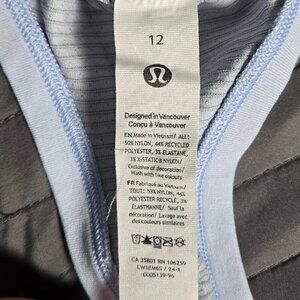 12
Designed in Vancouver
Conçu à Vancouver
EN Made in Vietnam/ ALL:
50% NYLON, 44% RECYCLED
POLYESTER, 3% ELASTANE,
3% X-STATIC® NYLON
Exclusive of decoration/
Wash with like colours
FR Fabriqué au Vietnam/
TOUT: 53% NYLON, 44%
POLYESTER RECYCLÉ, 3%
ÉLASTHANNE/ Sauf la
décoration/ Lavage avec
des couleurs similaires
CA 35801 RN 106259
LW1EM6S / 24-1
0005139-96